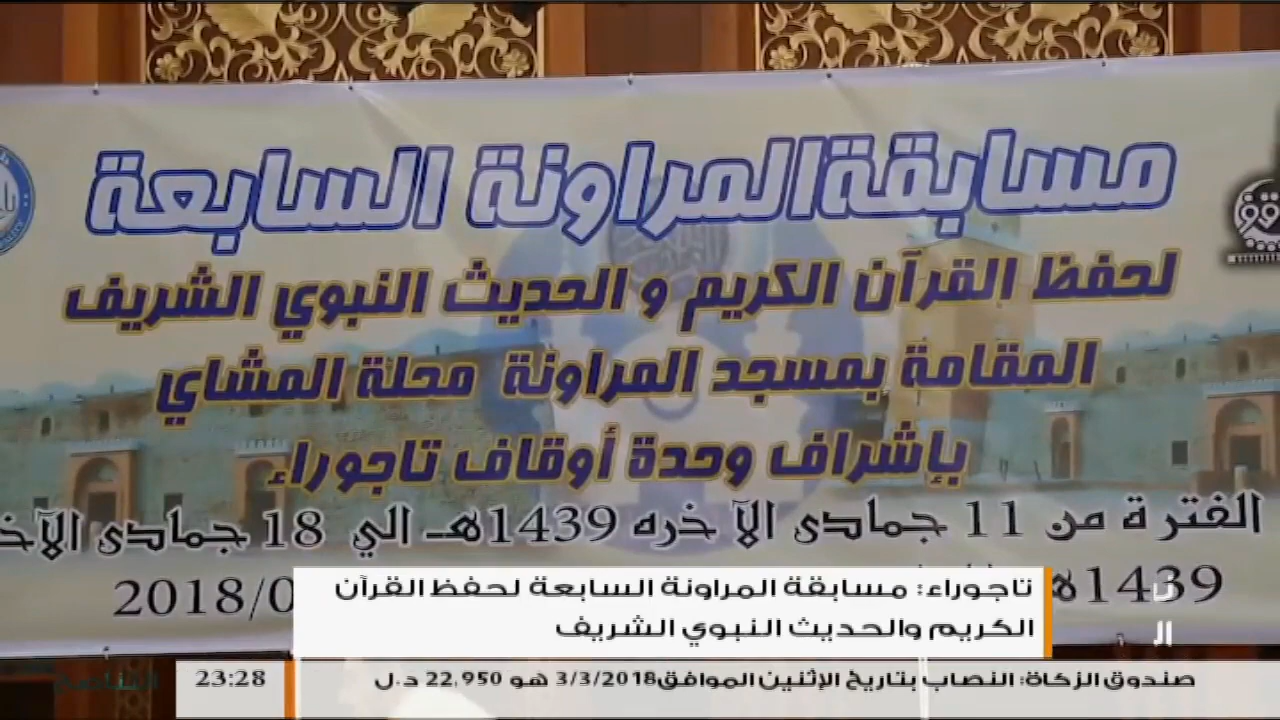 مسابقة المراونة السابعة
لحفظ القرآن الكريم و الحديث النبوي الشريف
المقامة بمسجد المراونة محلة المشاي
بإشراف وحدة أوقاف تاجوراء
الفترة من 11 جمادى الآخره 1439هـ الي 18 جمادى
1439 2018/0
تاجوراء: مسابقة المراونة السابعة لحفظ القرآن
الكريم والحديث النبوي الشريف
صندوق الزكاة: النصاب بتاريخ الإثنين الموافق3/3/2018 هو 22,950 د.ل
23:28